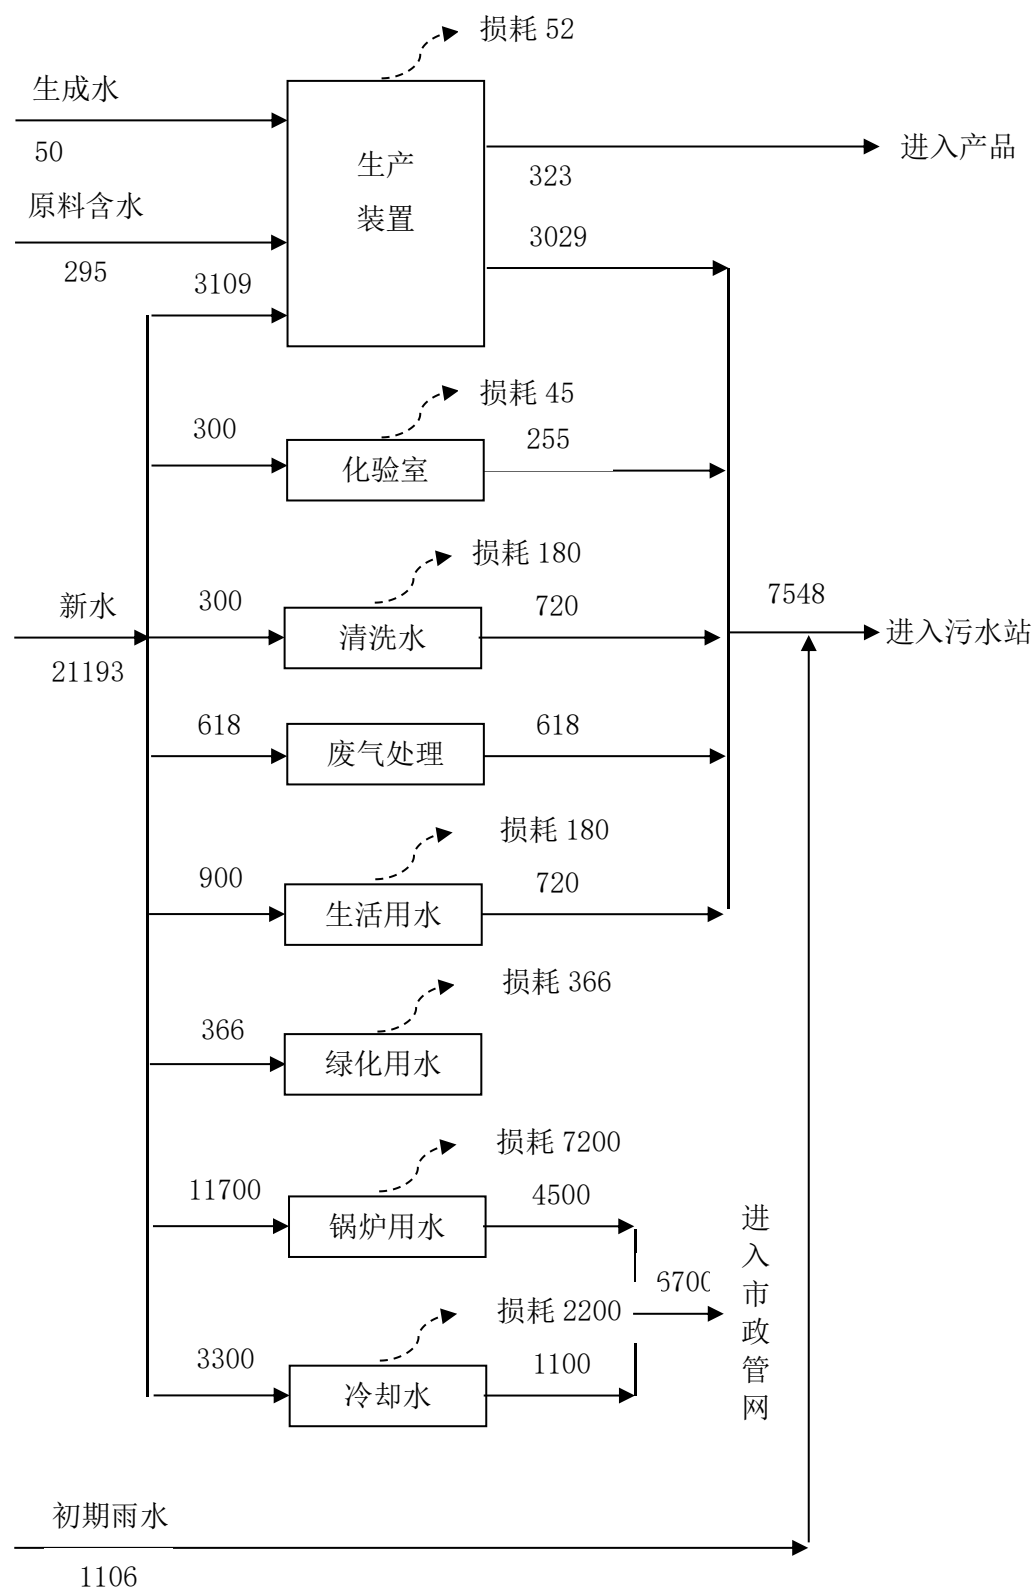 损耗 52
生成水
50
生产
装置
进入产品
323
原料含水
295
3109
3029
损耗 45
300
255
化验室
损耗 180
新水
300
720
7548
清洗水
进入污水站
21193
618
618
废气处理
损耗 180
900
720
生活用水
损耗 366
366
绿化用水
损耗 7200
11700
4500
锅炉用水
进入市政管网
损耗 2200
3300
1100
冷却水
初期雨水
1106